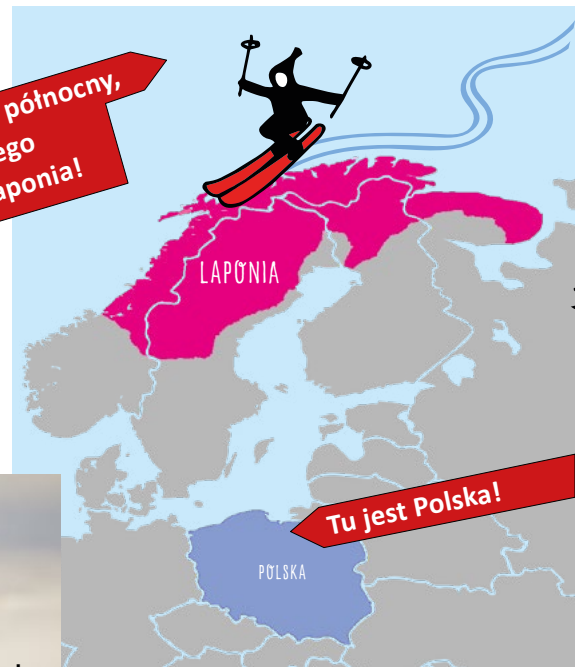 północny,
ego
aponia!
LAPONIA
Tu jest Polska!
POLSKA